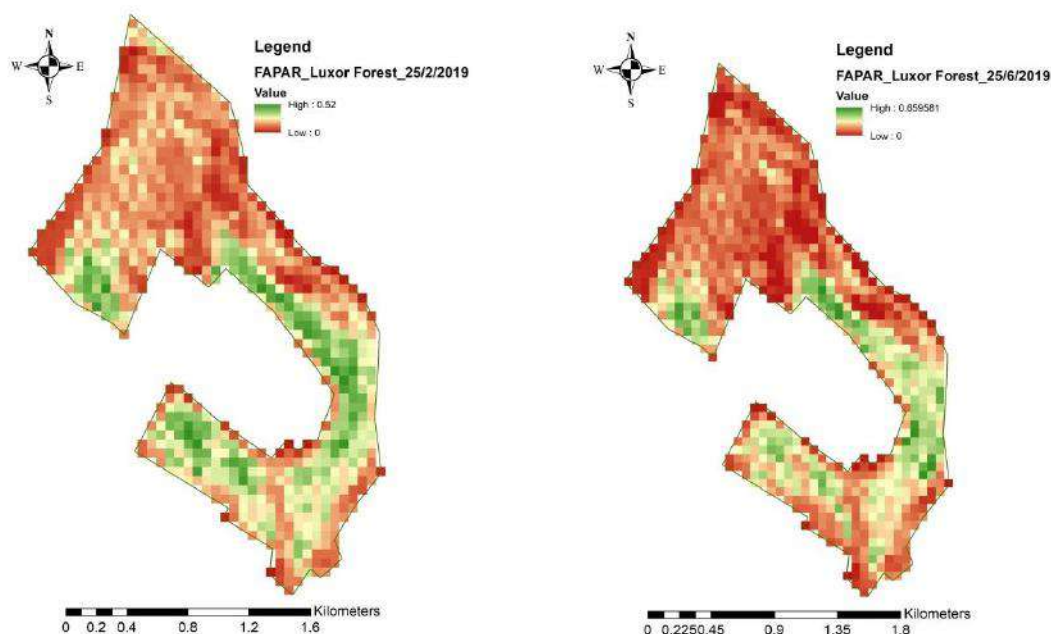 N
W E
S
Legend
FAPAR_Luxor Forest_25/2/2019
Value
High : 0.52
Low : 0
Kilometers
0 0.2 0.4 0.8 1.2 1.6
N
W E
S
Legend
FAPAR_Luxor Forest_25/6/2019
Value
High : 0.659581
Low : 0
Kilometers
0 0.2250.45 0.9 1.35 1.8